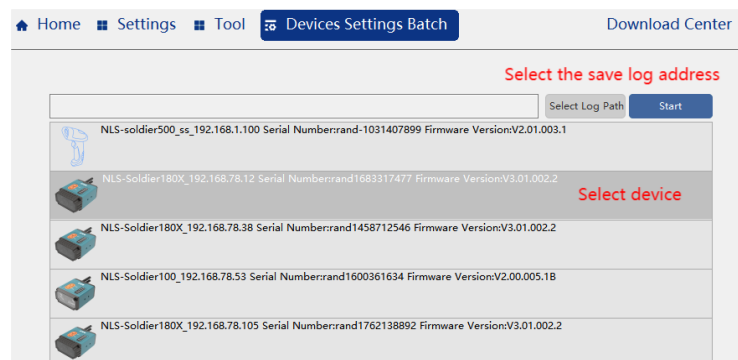 Home Settings Tool Devices Settings Batch Download Center
Select the save log address
Select Log Path Start
NLS-soldier500_ss_192.168.1.100 Serial Number:rand-1031407899 Firmware Version:V2.01.003.1
NLS-Soldier180X_192.168.78.12 Serial Number:rand1683317477 Firmware Version:V3.01.002.2
Select device
NLS-Soldier180X_192.168.78.38 Serial Number:rand1458712546 Firmware Version:V3.01.002.2
NLS-Soldier100_192.168.78.53 Serial Number:rand1600361634 Firmware Version:V2.00.005.1B
NLS-Soldier180X_192.168.78.105 Serial Number:rand1762138892 Firmware Version:V3.01.002.2